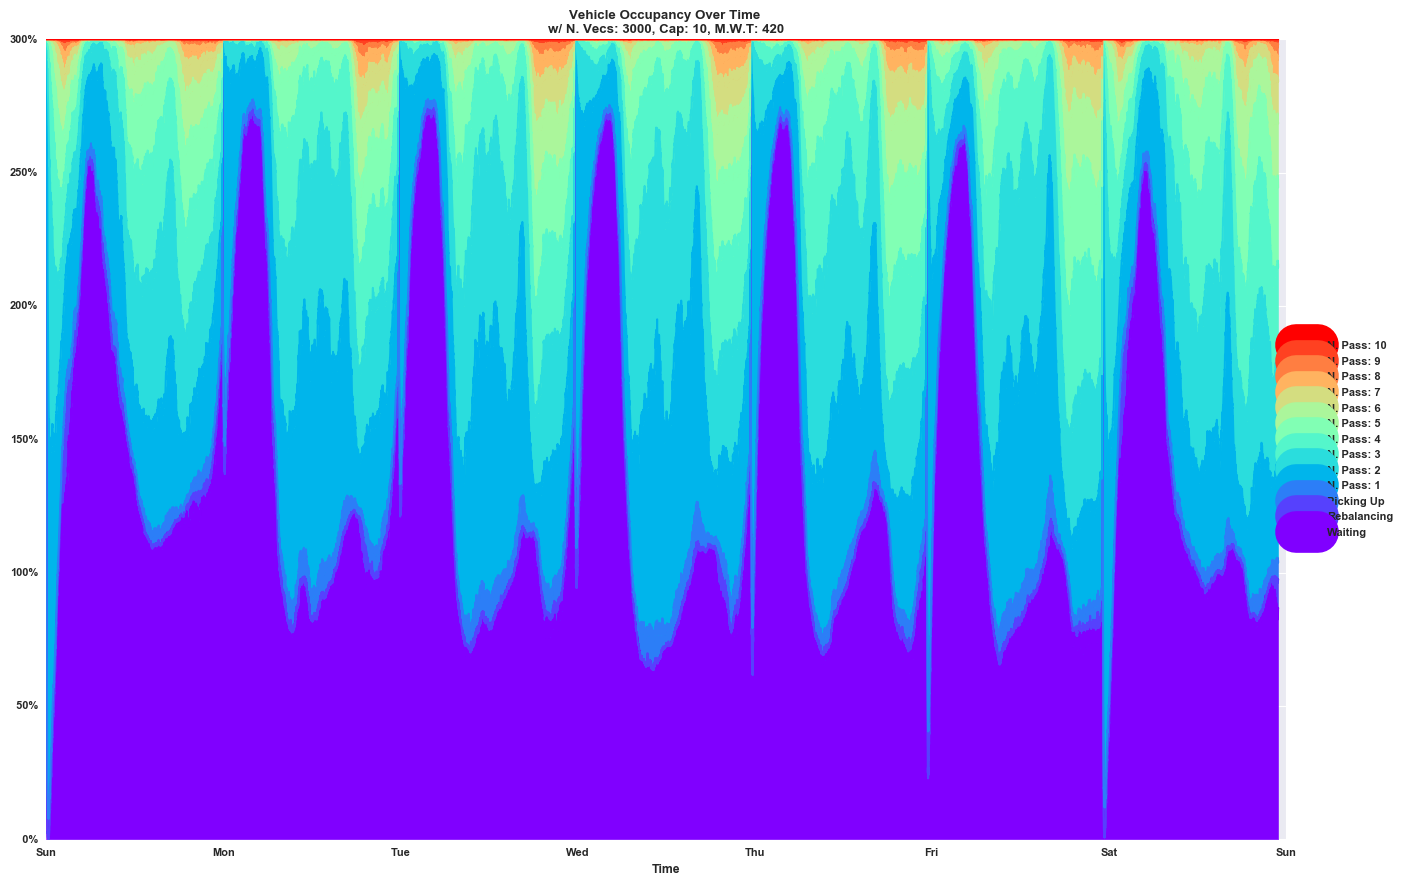 Vehicle Occupancy Over Time
w/ N. Vecs: 3000, Cap: 10, M.W.T: 420
300%
250%
200%
150%
100%
50%
0%
Sun
Mon
Tue
Wed
Thu
Fri
Sat
Sun
Time
N. Pass: 10
N. Pass: 9
N. Pass: 8
N. Pass: 7
N. Pass: 6
N. Pass: 5
N. Pass: 4
N. Pass: 3
N. Pass: 2
N. Pass: 1
Picking Up
Rebalancing
Waiting